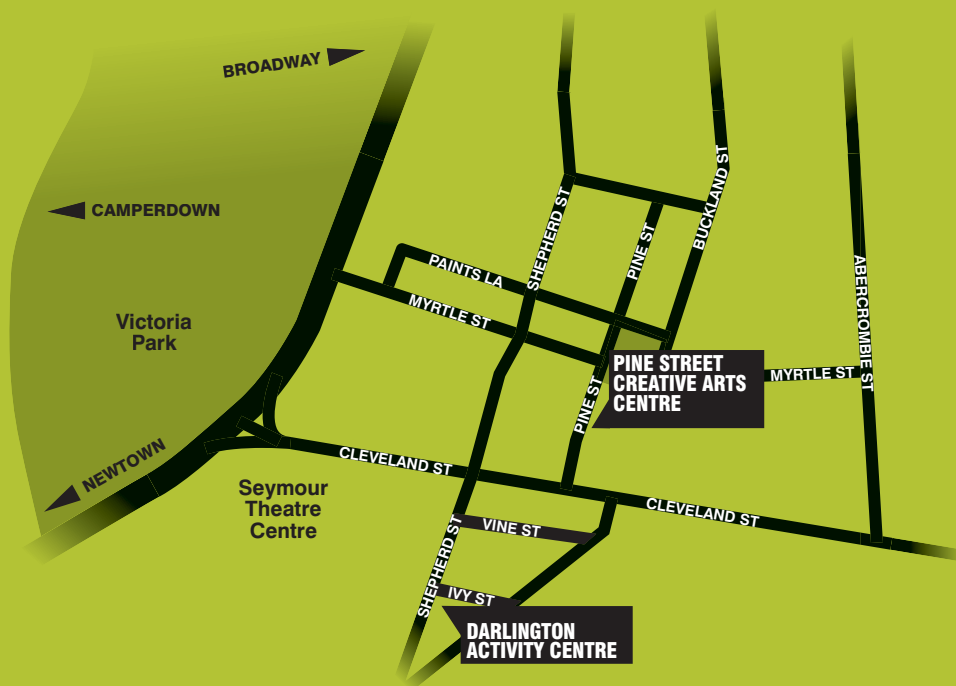 BROADWAY
CAMPERDOWN
Victoria
Park
NEWTOWN
SHEPHERD ST
PINE ST
BUCKLAND ST
ABERCROMBIE ST
PAINTS LA
MYRTLE ST
PINE STREET
CREATIVE ARTS
CENTRE
MYRTLE ST
PINE ST
CLEVELAND ST
CLEVELAND ST
Seymour
Theatre
Centre
SHEPHERD ST
VINE ST
IVY ST
DARLINGTON
ACTIVITY CENTRE